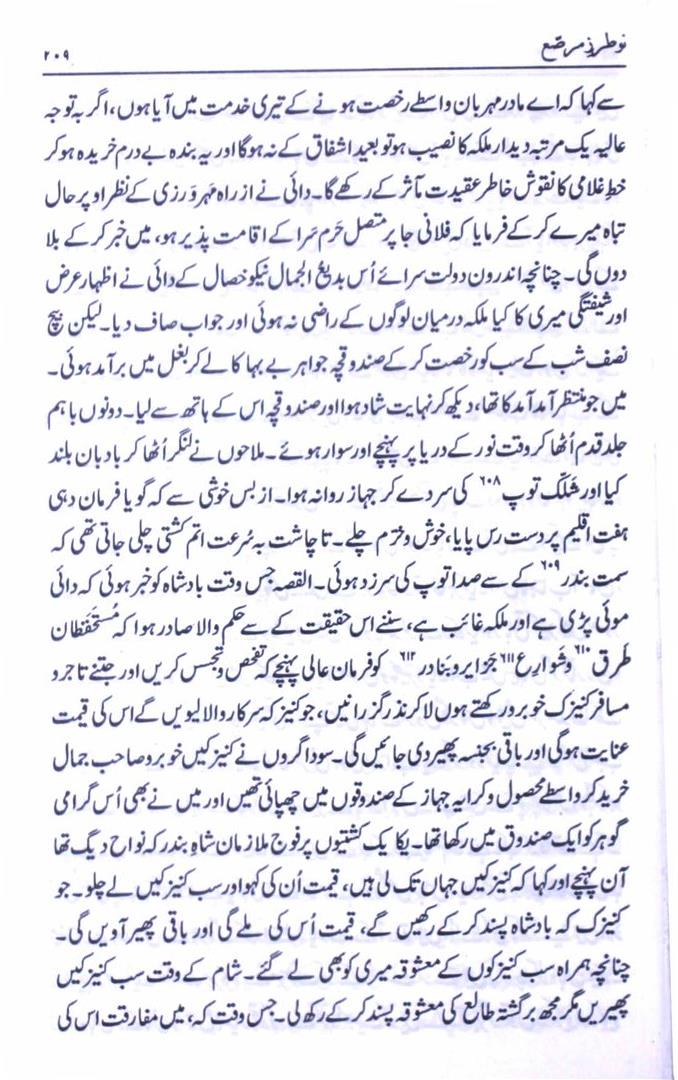 نوطرزِ مرصّع
۲۰۹
سے کہا کہ اے مادر مہربان واسطے رخصت ہونے کے تیری خدمت میں آیا ہوں، اگر بہ توجہ
عالیہ یک مرتبہ دیدار ملکہ کا نصیب ہو تو بعید اشفاق کے نہ ہوگا اور یہ بندہ بے درم خریدہ ہو کر
خطِ غلامی کا نقوش خاطر عقیدت مآثر کے رکھے گا۔ دائی نے از راہ مہر ورزی کے نظر اوپر حال
تباہ میرے کر کے فرمایا کہ فلانی جا پر متصل حرم سرا کے اقامت پذیر ہو، میں خبر کر کے بلا
دوں گی۔ چنانچہ اندرون دولت سرائے اُس بدیع الجمال نیکو خصال کے دائی نے اظہار عرض
اور شیفتگی میری کا کیا ملکہ درمیان لوگوں کے راضی نہ ہوئی اور جواب صاف دیا۔ لیکن بیچ
نصف شب کے سب کو رخصت کر کے صندوقچہ جواہر بے بہا کا لے کر بغل میں برآمد ہوئی۔
میں جو منتظر آمد آمد کا تھا، دیکھ کر نہایت شاد ہوا اور صندوقچہ اس کے ہاتھ سے لیا۔ دونوں باہم
جلد قدم اُٹھا کر وقت نور کے دریا پر پہنچے اور سوار ہوئے۔ ملاحوں نے لنگر اُٹھا کر بادبان بلند
کیا اور شلّک توپ ۶۰۸ کی سر دے کر جہاز روانہ ہوا۔ از بس خوشی سے کہ گویا فرمان دہی
ہفت اقلیم پر دست رس پایا، خوش و خرّم چلے۔ تا چاشت بہ سُرعت اتم کشتی چلی جاتی تھی کہ
سمت بندر ۶۰۹ کے سے صدا توپ کی سرزد ہوئی۔ القصہ جس وقت بادشاہ کو خبر ہوئی کہ دائی
موئی پڑی ہے اور ملکہ غائب ہے، سننے اس حقیقت کے سے حکم والا صادر ہوا کہ مُستحفظان
طرق ۶۱۰ و شوارع ۶۱۱ جزایر و بنادر ۶۱۲ کو فرمان عالی پہنچے کہ تفحص و تجسس کریں اور جتنے تاجر و
مسافر کنیزک خوبرو رکھتے ہوں لا کر نذر گزرانیں، جو کنیز کہ سرکار والا لیویں گے اس کی قیمت
عنایت ہوگی اور باقی بجنسہ پھیر دی جائیں گی۔ سوداگروں نے کنیزکیں خوبرو صاحب جمال
خرید کر واسطے محصول و کرایہ جہاز کے صندوقوں میں چھپائی تھیں اور میں نے بھی اُس گرامی
گوہر کو ایک صندوق میں رکھا تھا۔ یکایک کشتیوں پر فوج ملازمان شاہِ بندر کہ نواح دیگ تھا
آن پہنچے اور کہا کہ کنیزکیں جہاں تک لی ہیں، قیمت اُن کی کہو اور سب کنیزکیں لے چلو۔ جو
کنیزک کہ بادشاہ پسند کر کے رکھیں گے، قیمت اُس کی ملے گی اور باقی پھیر آویں گی۔
چنانچہ ہمراہ سب کنیزکوں کے معشوقہ میری کو بھی لے گئے۔ شام کے وقت سب کنیزکیں
پھیریں مگر مجھ برگشتہ طالع کی معشوقہ پسند کر کے رکھ لی۔ جس وقت کہ، میں مفارقت اس کی